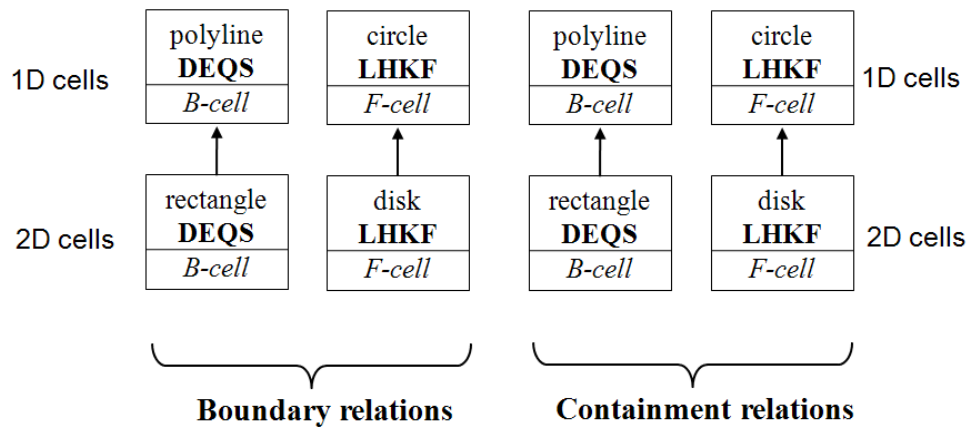 polyline
DEQS
B-cell
circle
LHKF
F-cell
polyline
DEQS
B-cell
circle
LHKF
F-cell
1D cells
1D cells
rectangle
DEQS
B-cell
disk
LHKF
F-cell
rectangle
DEQS
B-cell
disk
LHKF
F-cell
2D cells
2D cells
Boundary relations
Containment relations